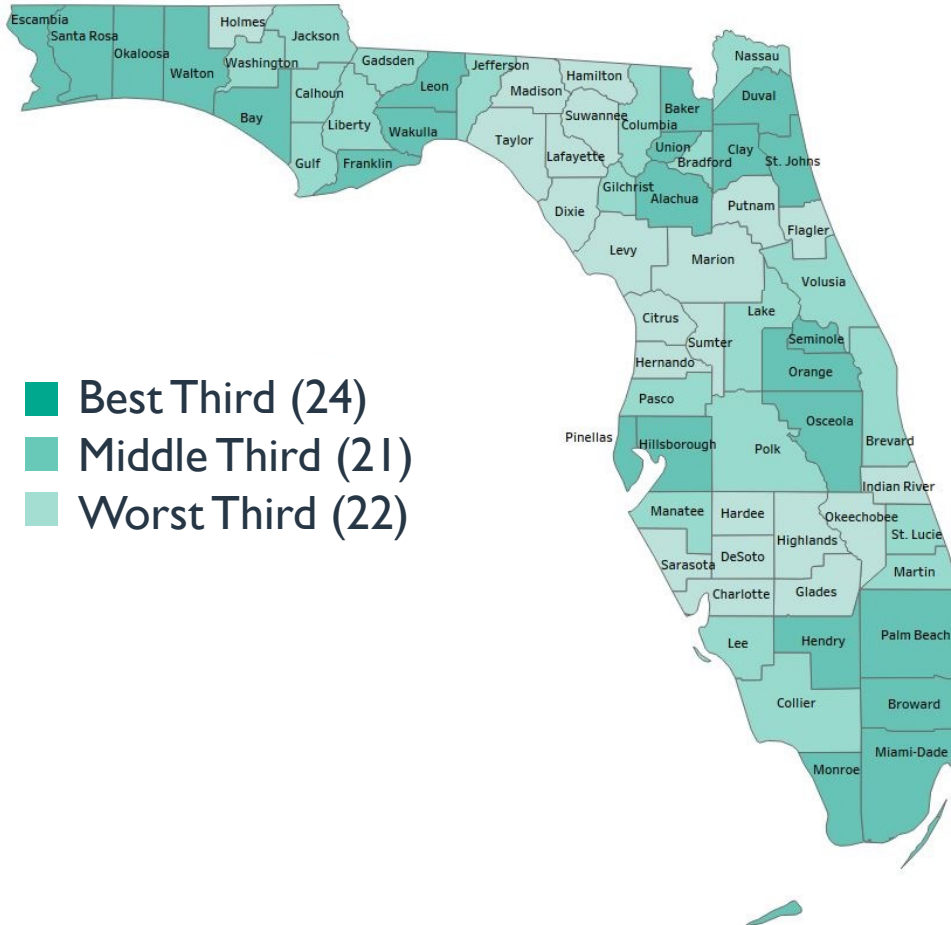 Escambia
Santa Rosa
Okaloosa
Walton
Holmes
Washington
Jackson
Bay
Calhoun
Gulf
Liberty
Gadsden
Franklin
Leon
Wakulla
Jefferson
Madison
Taylor
Hamilton
Suwannee
Lafayette
Dixie
Columbia
Gilchrist
Baker
Union
Bradford
Alachua
Levy
Nassau
Duval
Clay
St. Johns
Putnam
Flagler
Marion
Volusia
Citrus
Sumter
Lake
Hernando
Seminole
Orange
Pasco
Osceola
Pinellas
Hillsborough
Polk
Brevard
Indian River
Manatee
Hardee
Highlands
Okeechobee
St. Lucie
Sarasota
DeSoto
Martin
Charlotte
Glades
Lee
Hendry
Palm Beach
Collier
Broward
Monroe
Miami-Dade
Best Third (24)
Middle Third (21)
Worst Third (22)